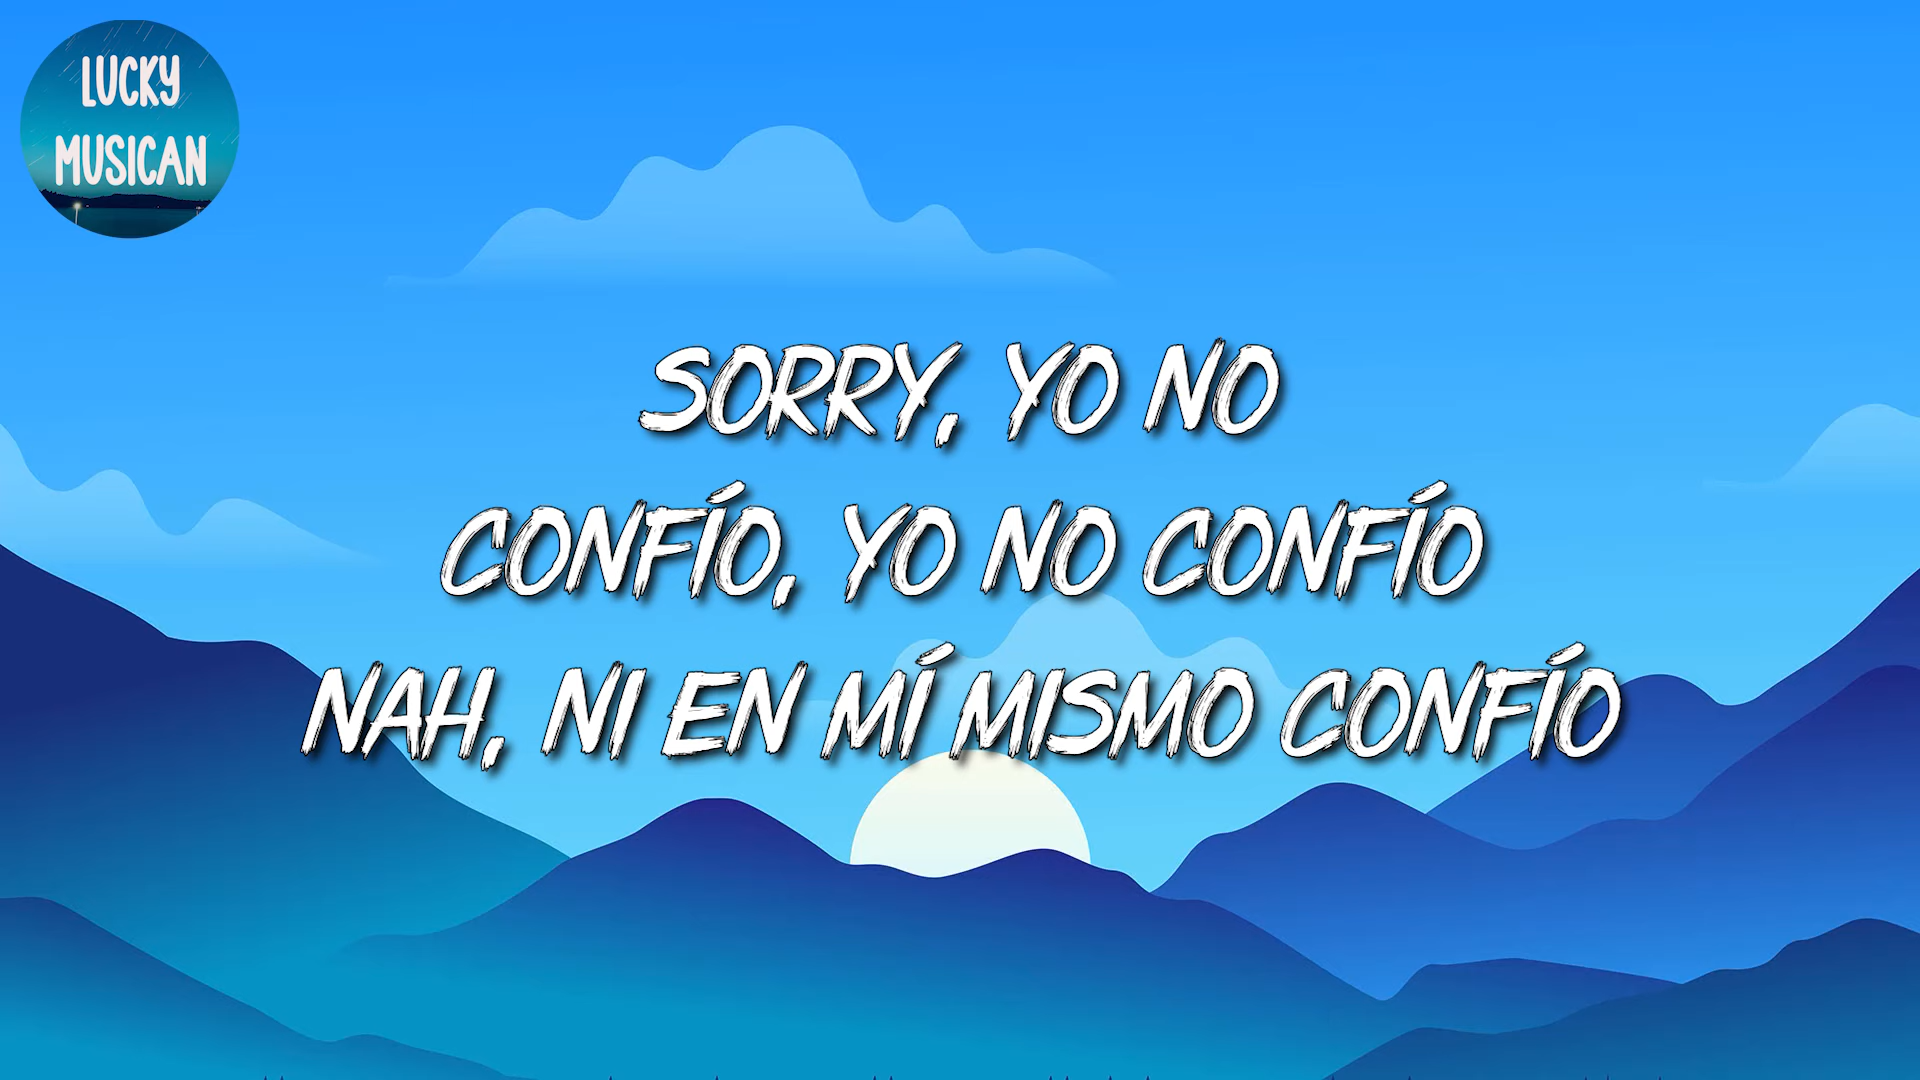 LUCKY
MUSICAN
SORRY, YO NO
CONFÍO, YO NO CONFÍO
NAH, NI EN MÍ MISMO CONFÍO